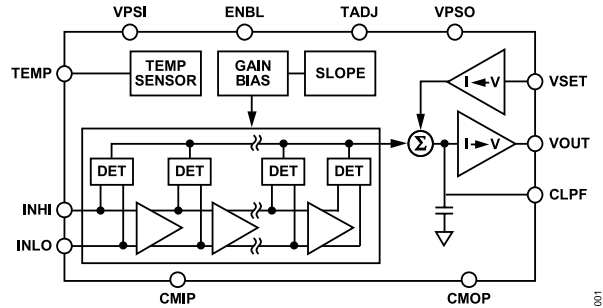 VPSI ENBL TADJ VPSO
TEMP
TEMP
SENSOR
GAIN
BIAS
SLOPE
I V
VSET
Σ
I V
VOUT
DET DET DET DET
CLPF
INHI
INLO
CMIP CMOP
001